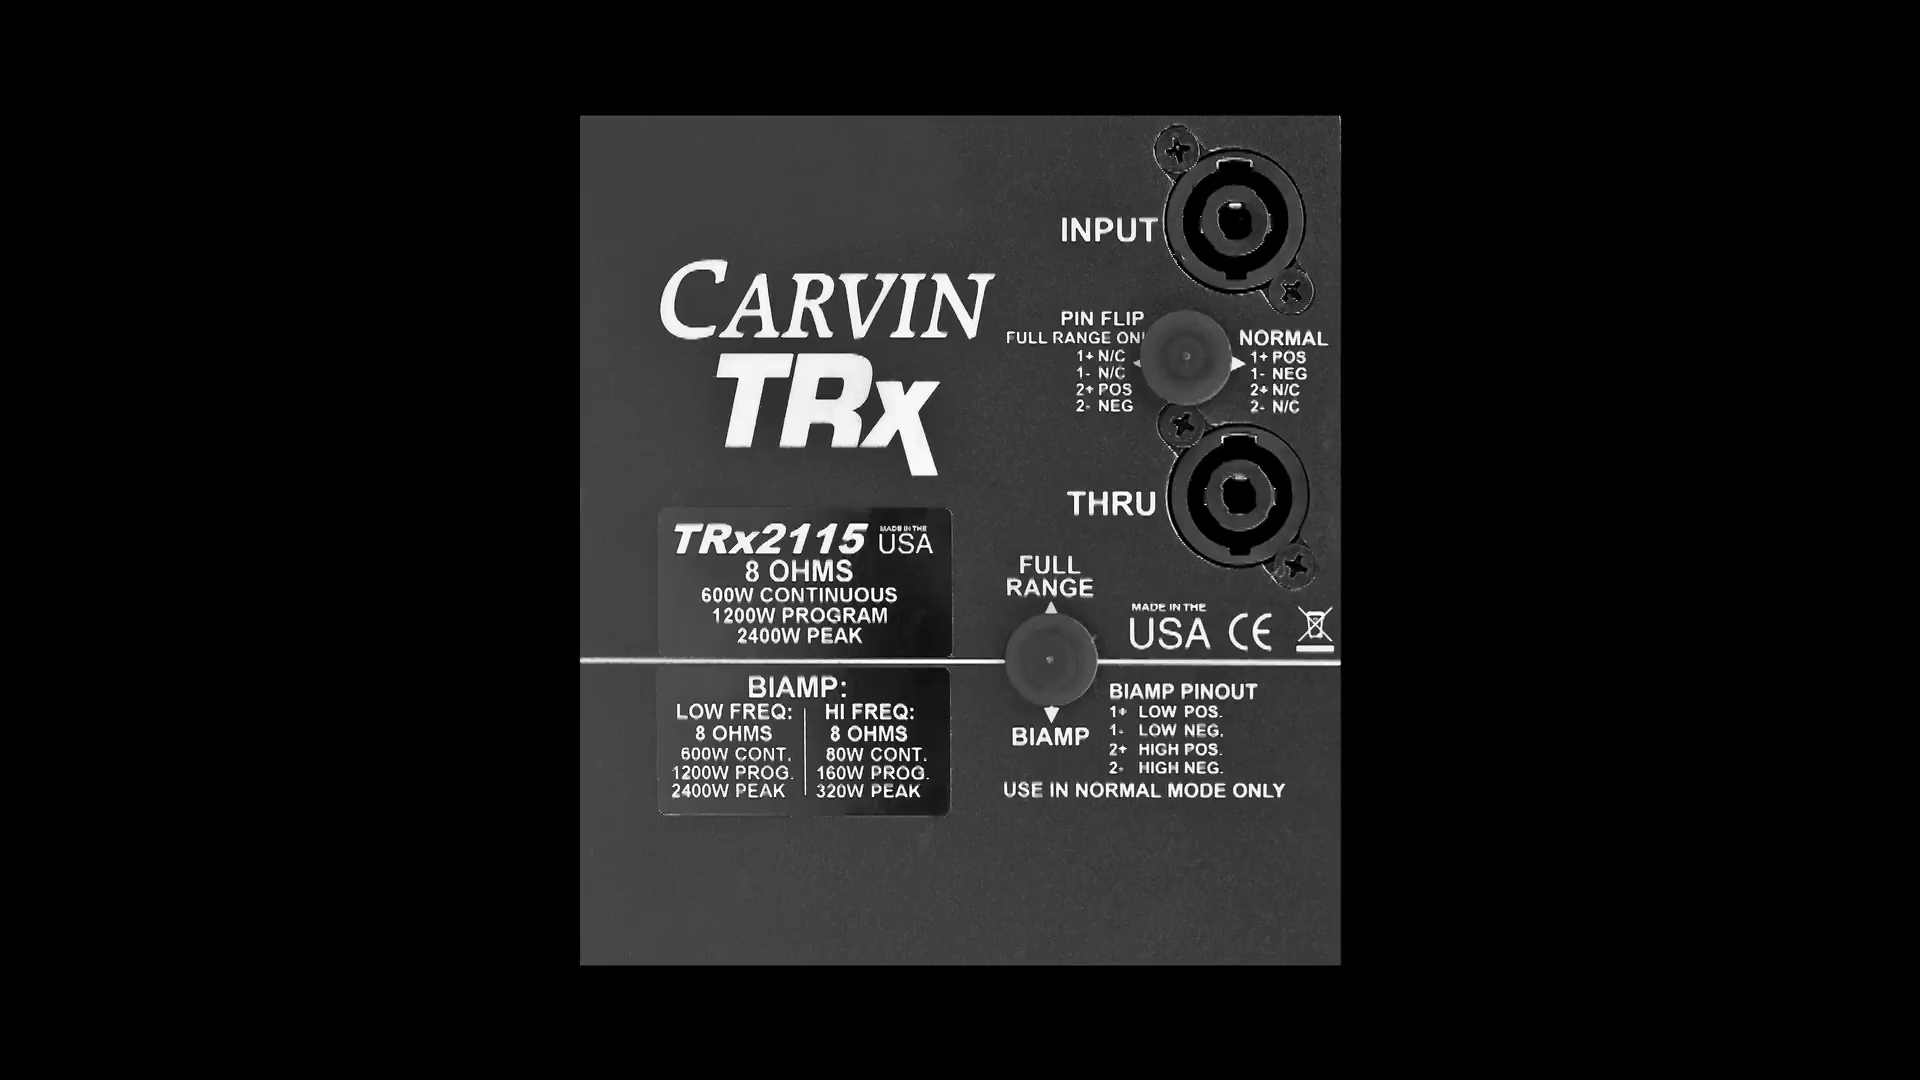 INPUT
CARVIN
TRx
PIN FLIP
FULL RANGE
1+ N/C
1- N/C
2+ POS
2- NEG
NORMAL
1+ POS
1- NEG
2+ N/C
2- N/C
THRU
TRx2115 MADE IN THE USA
8 OHMS
600W CONTINUOUS
1200W PROGRAM
2400W PEAK
FULL
RANGE
MADE IN THE
USA CE
BIAMP:
LOW FREQ:
8 OHMS
600W CONT.
1200W PROG.
2400W PEAK
HI FREQ:
8 OHMS
80W CONT.
160W PROG.
320W PEAK
BIAMP
BIAMP PINOUT
1+ LOW POS.
1- LOW NEG.
2+ HIGH POS.
2- HIGH NEG.
USE IN NORMAL MODE ONLY